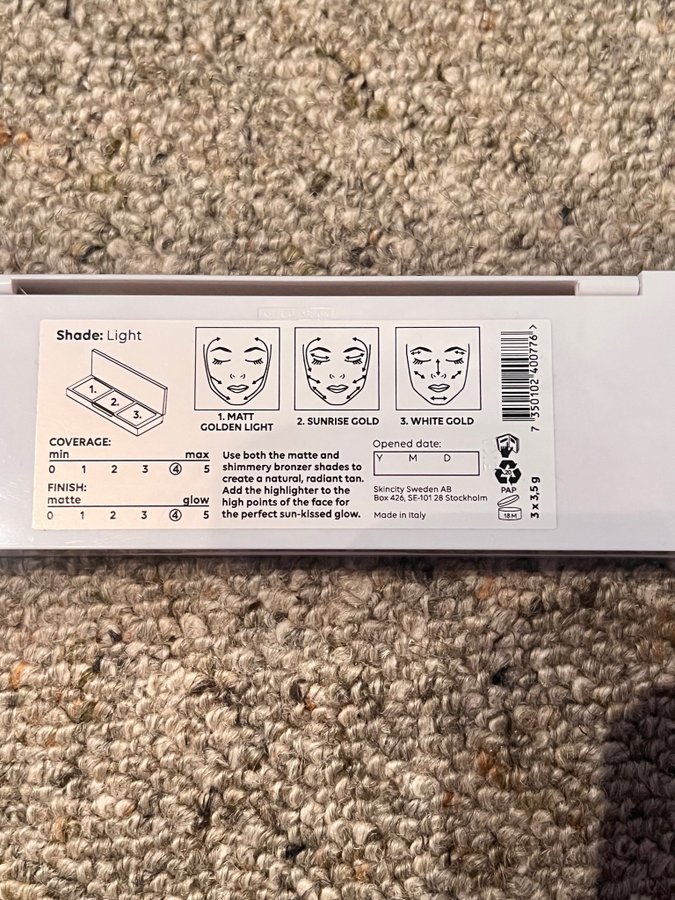 Shade: Light
1.
2.
3.
1. MATT
GOLDEN LIGHT
2. SUNRISE GOLD
3. WHITE GOLD
COVERAGE:
min max
0 1 2 3 4 5
FINISH:
matte glow
0 1 2 3 4 5
Use both the matte and
shimmery bronzer shades to
create a natural, radiant tan.
Add the highlighter to the
high points of the face for
the perfect sun-kissed glow.
Opened date:
Y M D
Skincity Sweden AB
Box 426, SE-101 28 Stockholm
Made in Italy
7 350102 400776 >
20
PAP
18M
3 x 3,5 g